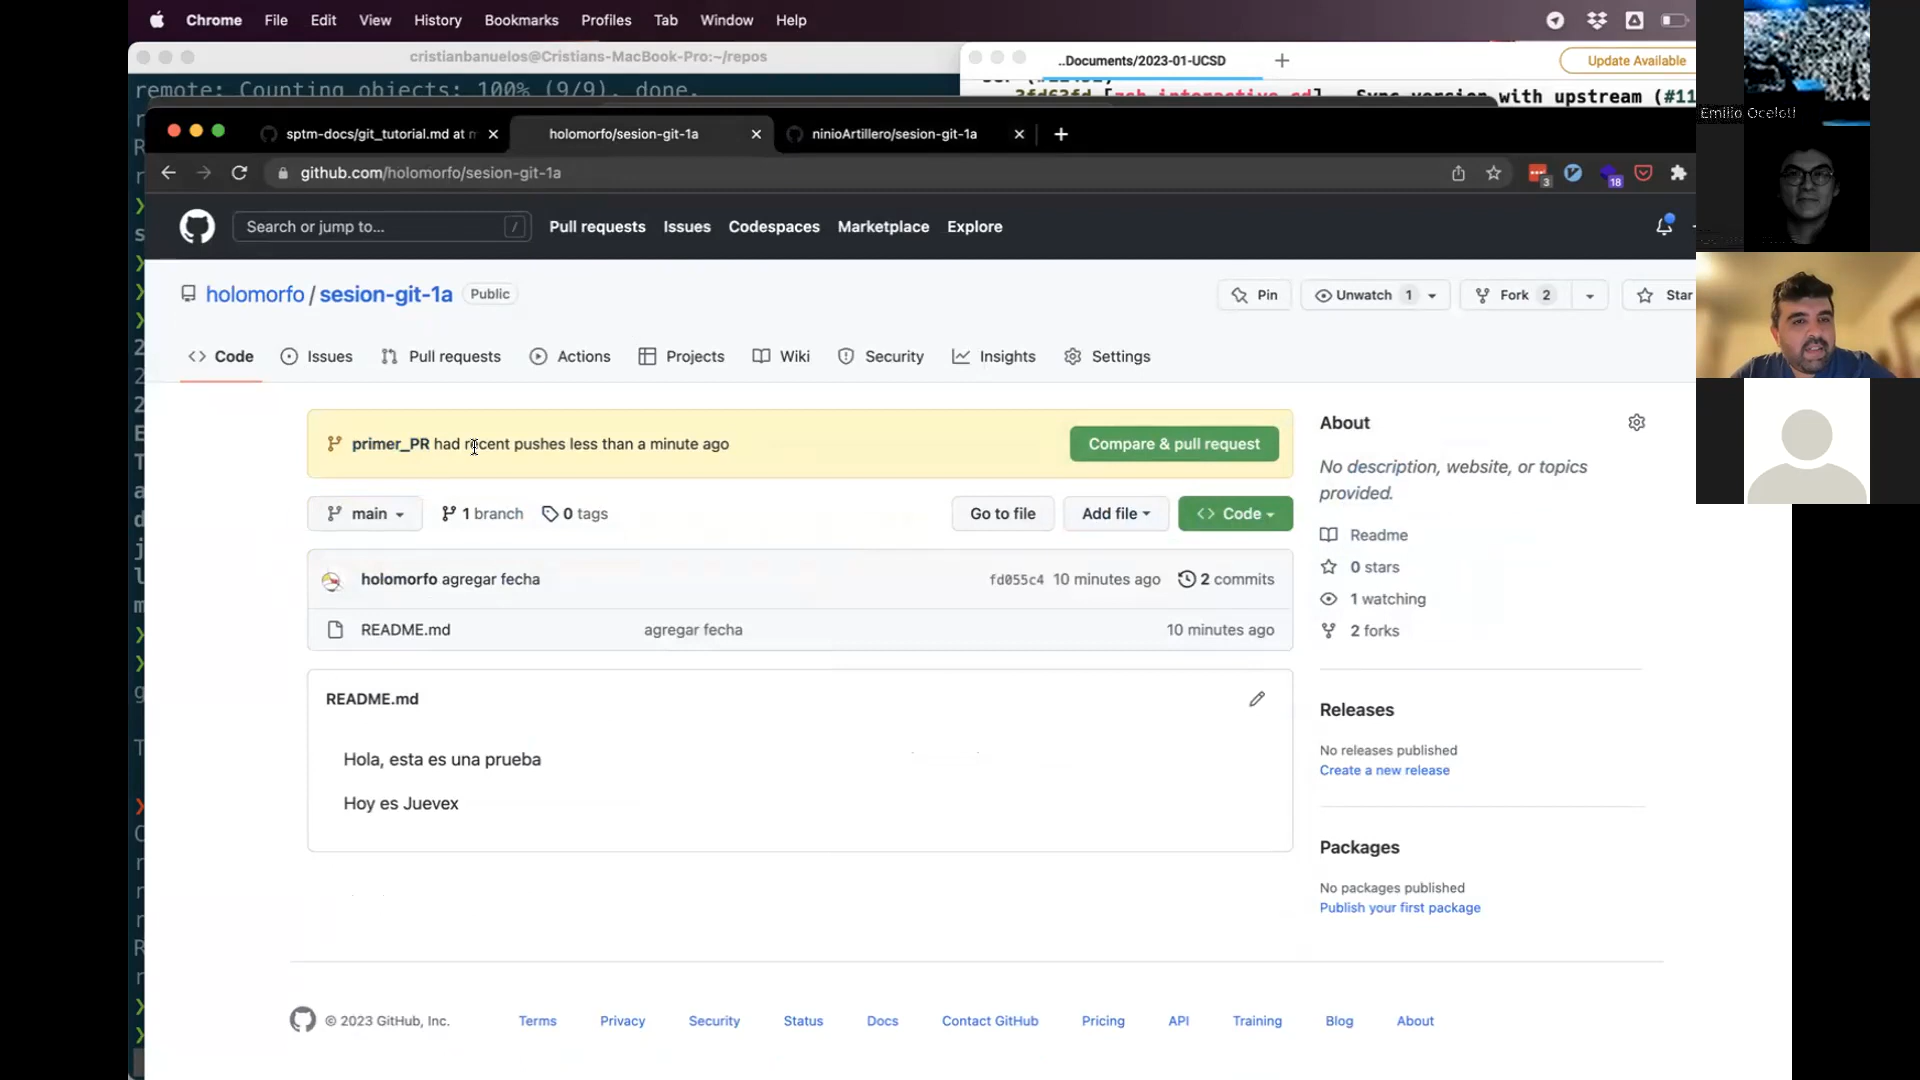 Chrome File Edit View History Bookmarks Profiles Tab Window Help
cristianbanuelos@Cristians-MacBook-Pro:~/repos
..Documents/2023-01-UCSD
Update Available
remote: Counting objects: 100% (9/9), done.
3fd63fd [zsh-interactive-cd] Sync version with upstream (#11
Emilio Ocelotl
sptm-docs/git_tutorial.md at m
holomorfo/sesion-git-1a
ninioArtillero/sesion-git-1a
github.com/holomorfo/sesion-git-1a
3
18
Search or jump to... /
Pull requests Issues Codespaces Marketplace Explore
holomorfo / sesion-git-1a Public
Pin
Unwatch 1
Fork 2
Star
Code Issues Pull requests Actions Projects Wiki Security Insights Settings
primer_PR had recent pushes less than a minute ago
Compare & pull request
About
No description, website, or topics
provided.
main 1 branch 0 tags
Go to file Add file Code
Readme
0 stars
1 watching
2 forks
holomorfo agregar fecha fd055c4 10 minutes ago 2 commits
README.md agregar fecha 10 minutes ago
README.md
Hola, esta es una prueba
Hoy es Juevex
Releases
No releases published
Create a new release
Packages
No packages published
Publish your first package
© 2023 GitHub, Inc. Terms Privacy Security Status Docs Contact GitHub Pricing API Training Blog About